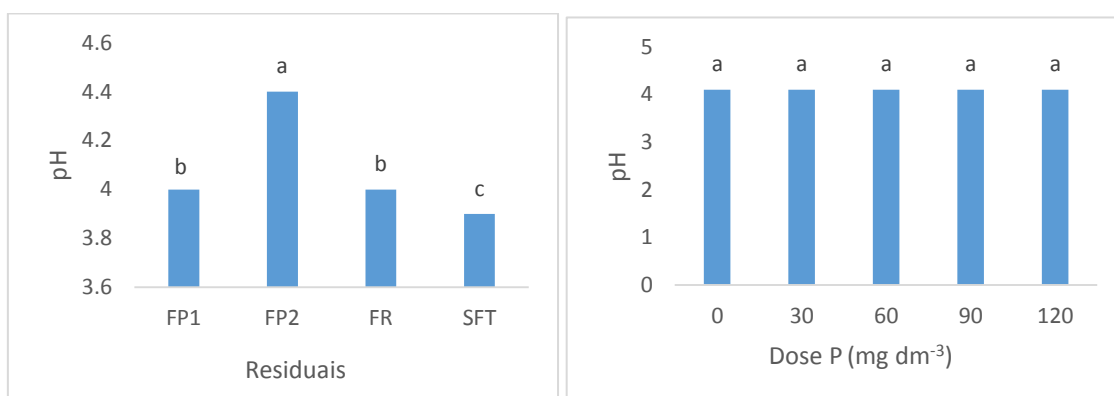 4.6
4.4
4.2
4
3.8
3.6
pH
b
a
b
c
FP1 FP2 FR SFT
Residuais
5
4
3
2
1
0
pH
a a a a a
0 30 60 90 120
Dose P (mg dm-3)